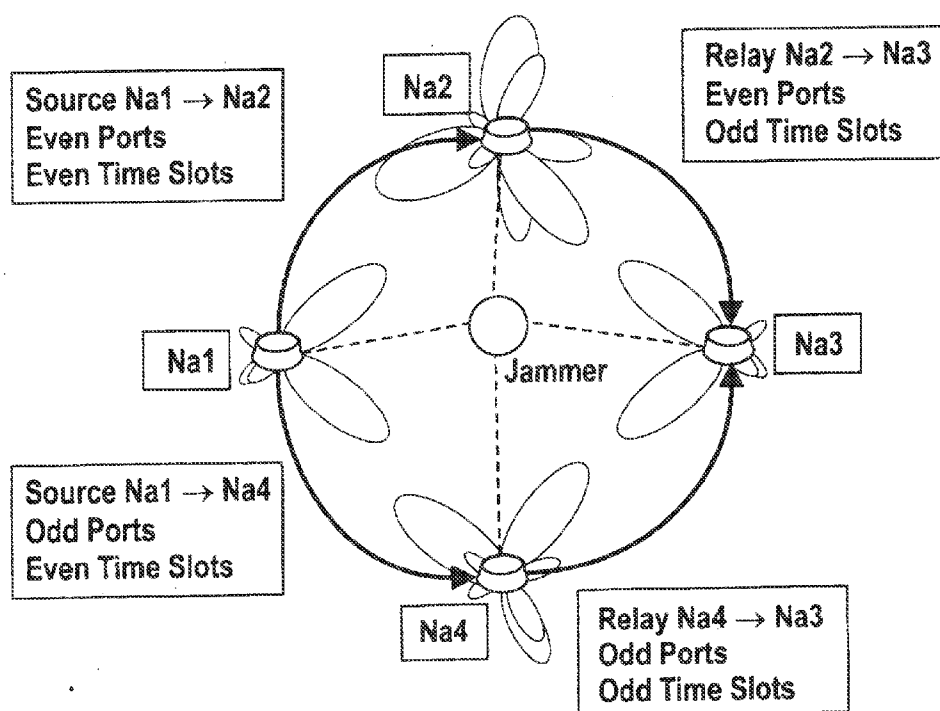 Source Na1 → Na2
Even Ports
Even Time Slots
Na2
Relay Na2 → Na3
Even Ports
Odd Time Slots
Na1
Jammer
Na3
Source Na1 → Na4
Odd Ports
Even Time Slots
Na4
Relay Na4 → Na3
Odd Ports
Odd Time Slots